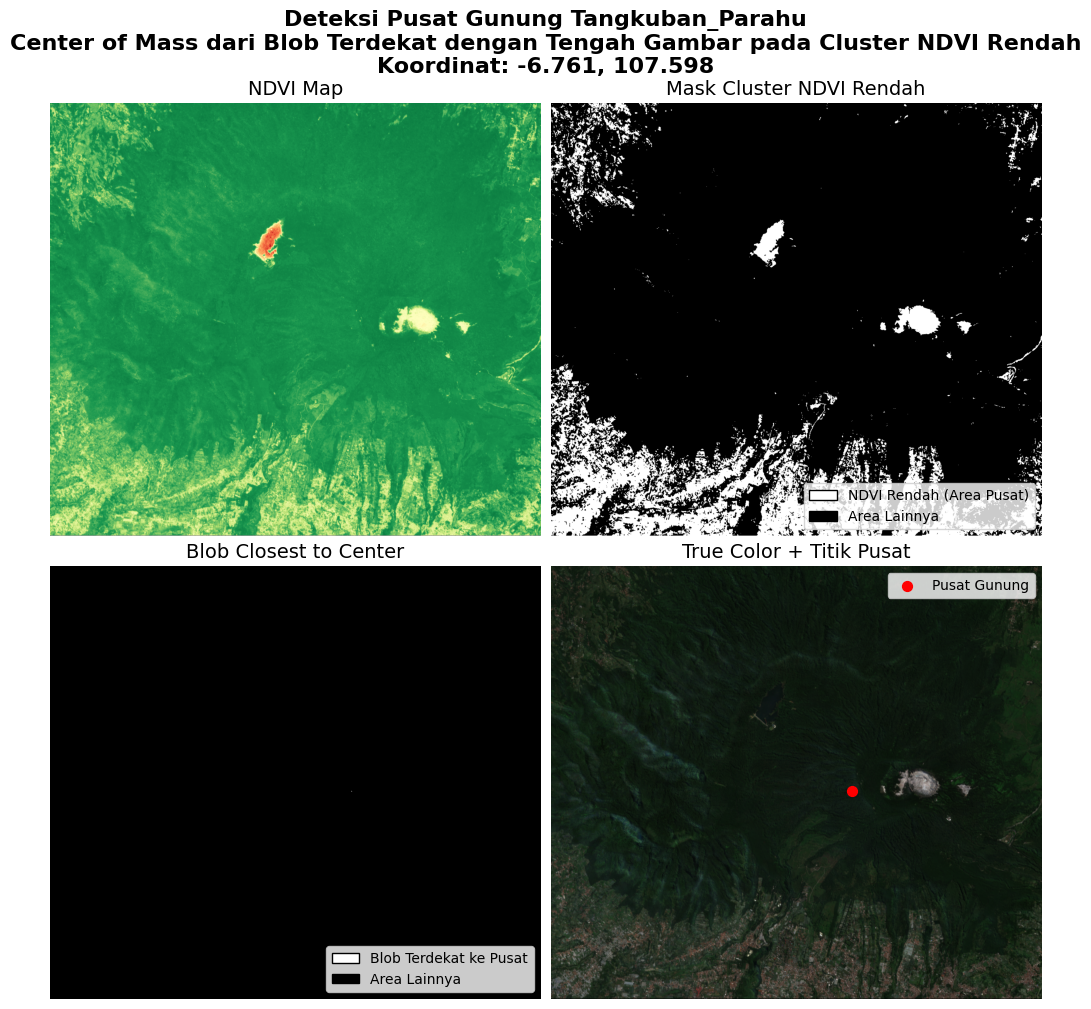 Deteksi Pusat Gunung Tangkuban_Parahu
Center of Mass dari Blob Terdekat dengan Tengah Gambar pada Cluster NDVI Rendah
Koordinat: -6.761, 107.598
NDVI Map
Mask Cluster NDVI Rendah
NDVI Rendah (Area Pusat)
Area Lainnya
Blob Closest to Center
True Color + Titik Pusat
Pusat Gunung
Blob Terdekat ke Pusat
Area Lainnya